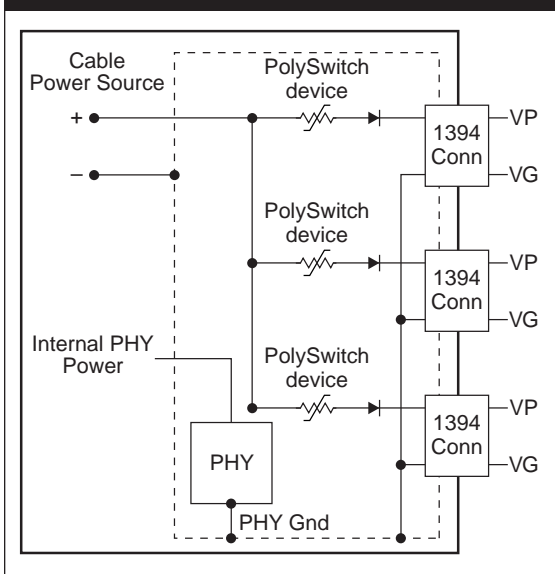 Cable
Power Source
+
–
PolySwitch
device
1394
Conn
VP
VG
PolySwitch
device
1394
Conn
VP
VG
Internal PHY
Power
PolySwitch
device
1394
Conn
VP
VG
PHY
PHY Gnd